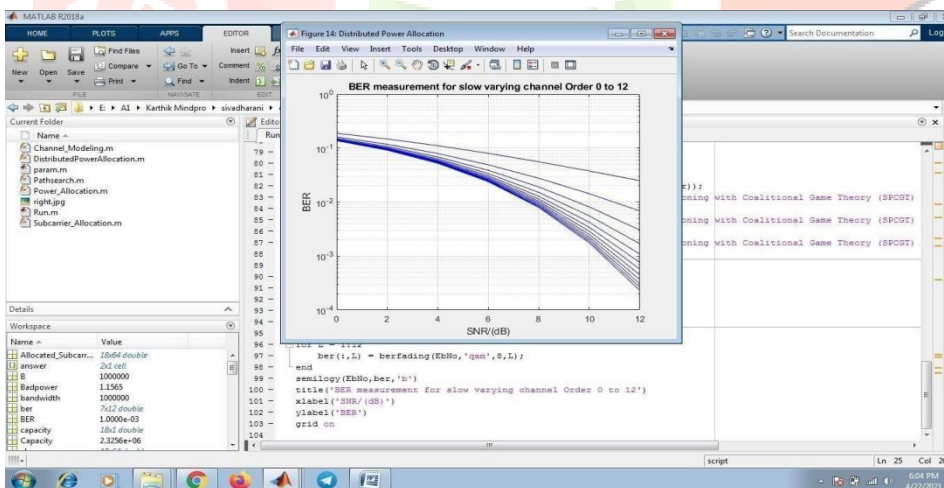 MATLAB R2018a
HOME PLOTS APPS EDITOR Search Documentation Log
New Open Save Find Files Compare Print Go To Find Insert Comment Indent
FILE NAVIGATE EDIT
E: A1 Karthik Mindpro sivadharani
Current Folder
Name
Channel_Modeling.m
DistributedPowerAllocation.m
param.m
Pathsearch.m
Power_Allocation.m
right.jpg
Run.m
Subcarrier_Allocation.m
Details
Workspace
Name Value
Allocated_Subcarr... 18x64 double
answer 2x1 cell
B 1000000
Badpower 1.1565
bandwidth 1000000
ber 7x12 double
BER 1.0000e-03
capacity 18x1 double
Capacity 2.3256e+06
Figure 14: Distributed Power Allocation
File Edit View Insert Tools Desktop Window Help
BER measurement for slow varying channel Order 0 to 12
BER
10^0
10^-1
10^-2
10^-3
10^-4
0 2 4 6 8 10 12
SNR/(dB)
79
80
81
82 r));
83 oning with Coalitional Game Theory (SPCGT)
84
85 oning with Coalitional Game Theory (SPCGT)
86
87 oning with Coalitional Game Theory (SPCGT)
88
89
90
91
92
93
94
95
96 for L = 1:12
97 ber(:,L) = berfading(EbNo,'qam',8,L);
98 end
99 semilogy(EbNo,ber,'b')
100 title('BER measurement for slow varying channel Order 0 to 12')
101 xlabel('SNR/(dB)')
102 ylabel('BER')
103 grid on
104
script Ln 25 Col
6:04 PM